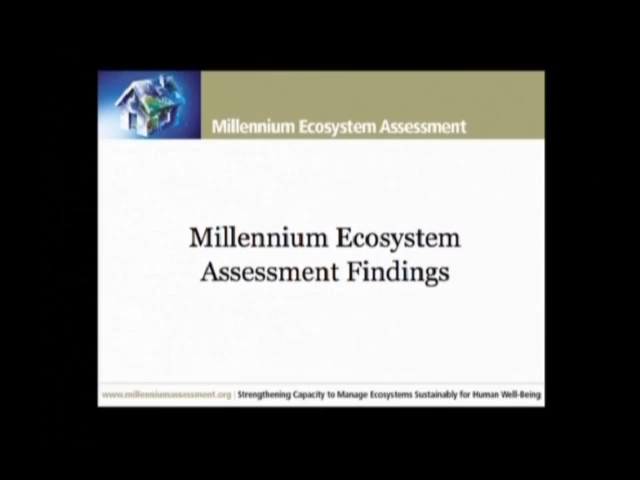 Millennium Ecosystem Assessment
Millennium Ecosystem
Assessment Findings
www.millenniumassessment.org | Strengthening Capacity to Manage Ecosystems Sustainably for Human Well-Being